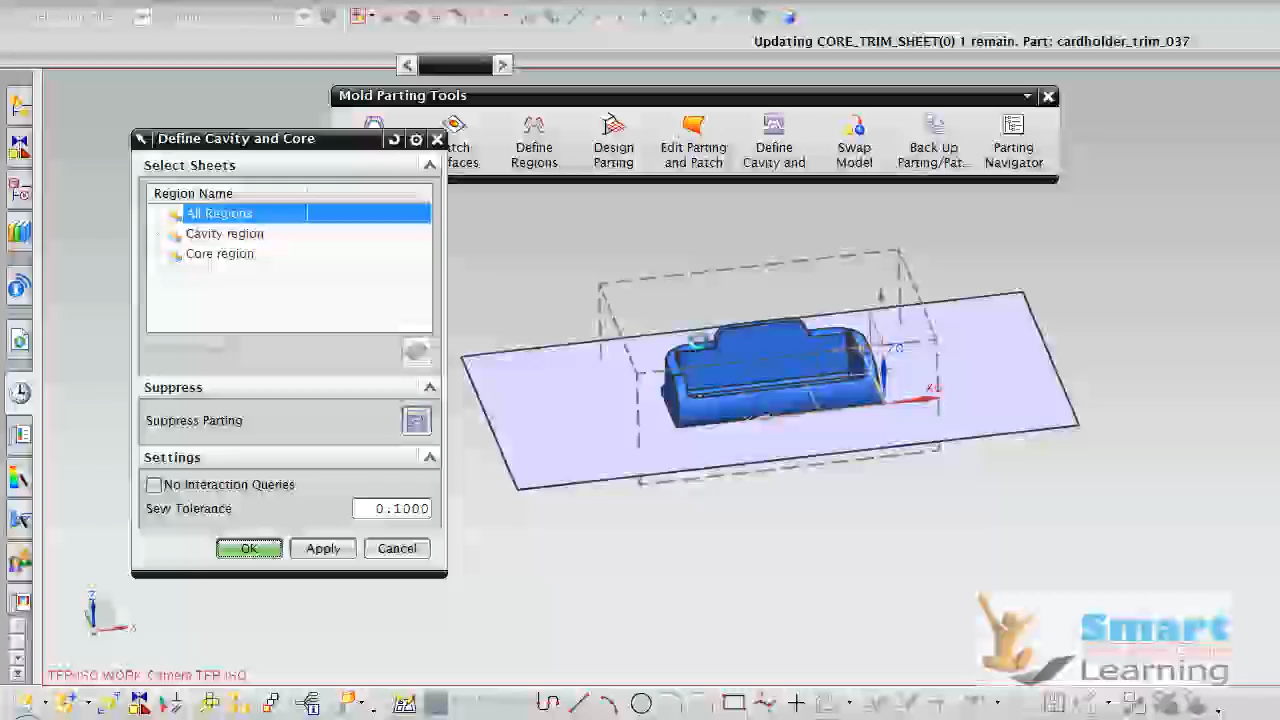 Updating CORE_TRIM_SHEET(0) 1 remain. Part: cardholder_trim_037
Mold Parting Tools
Define Cavity and Core
Select Sheets
Region Name
All Regions
Cavity region
Core region
Suppress
Suppress Parting
Settings
No Interaction Queries
Sew Tolerance
0.1000
OK
Apply
Cancel
Define
Regions
Design
Parting
Edit Parting
and Patch
Define
Cavity and
Swap
Model
Back Up
Parting/Pat...
Parting
Navigator
Smart
Learning